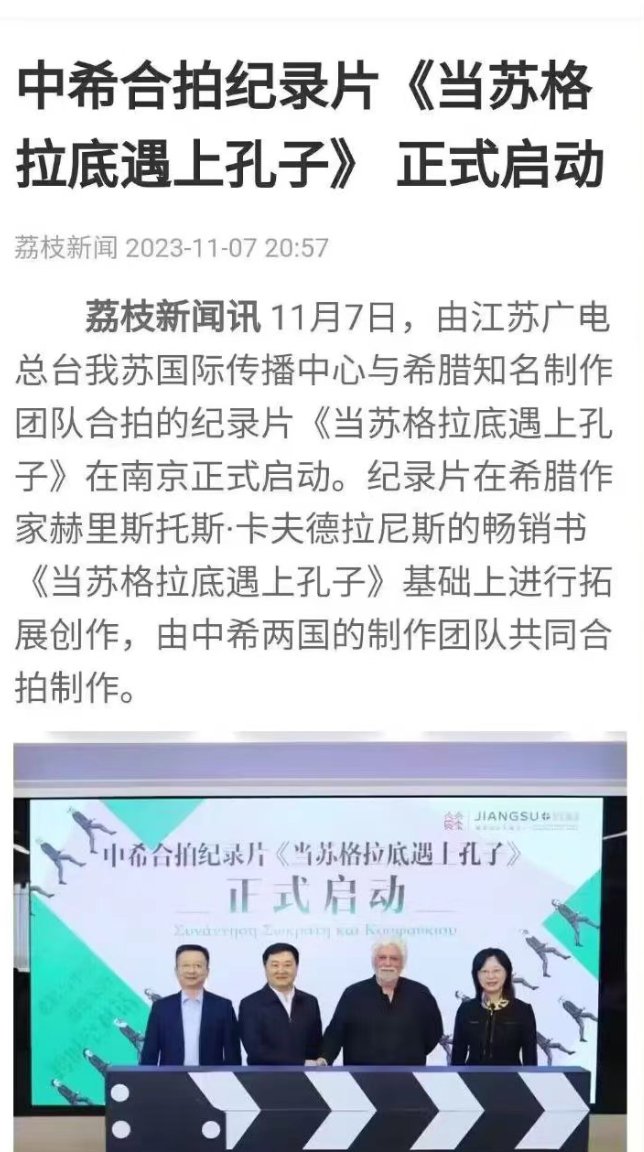 中希合拍纪录片《当苏格
拉底遇上孔子》 正式启动
荔枝新闻 2023-11-07 20:57
荔枝新闻讯 11月7日，由江苏广电
总台我苏国际传播中心与希腊知名制作
团队合拍的纪录片《当苏格拉底遇上孔
子》在南京正式启动。纪录片在希腊作
家赫里斯托斯·卡夫德拉尼斯的畅销书
《当苏格拉底遇上孔子》基础上进行拓
展创作，由中希两国的制作团队共同合
拍制作。
JIANGSU
中希合拍纪录片《当苏格拉底遇上孔子》
正式启动
Συνάντηση Σωκράτη και Κομφούκιου